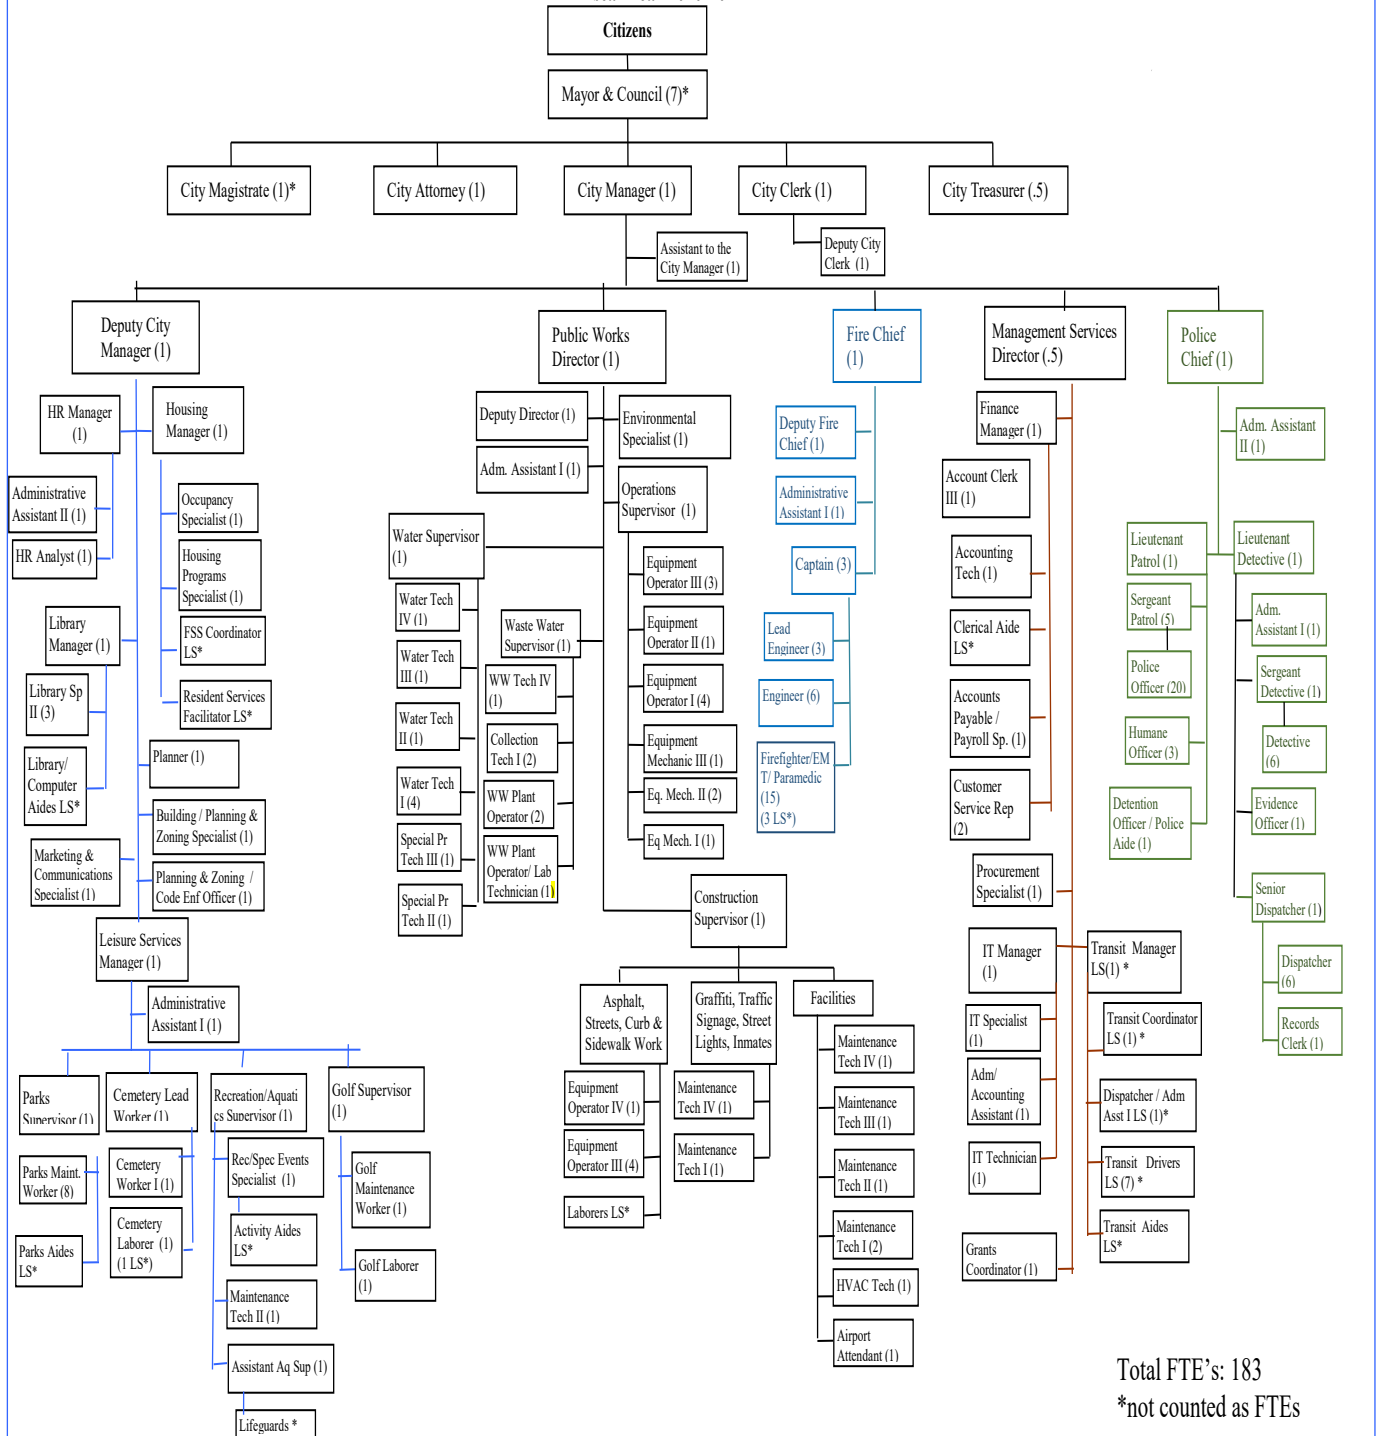 Citizens
Mayor & Council (7)*
City Magistrate (1)*
City Attorney (1)
City Manager (1)
City Clerk (1)
City Treasurer (.5)
Assistant to the
City Manager (1)
Deputy City
Clerk (1)
Deputy City
Manager (1)
Public Works
Director (1)
Fire Chief
(1)
Management Services
Director (.5)
Police
Chief (1)
HR Manager
(1)
Housing
Manager (1)
Administrative
Assistant II (1)
HR Analyst (1)
Occupancy
Specialist (1)
Housing
Programs
Specialist (1)
FSS Coordinator
LS*
Resident Services
Facilitator LS*
Library
Manager (1)
Library Sp
II (3)
Library/
Computer
Aides LS*
Planner (1)
Building / Planning &
Zoning Specialist (1)
Marketing &
Communications
Specialist (1)
Planning & Zoning /
Code Enf Officer (1)
Leisure Services
Manager (1)
Administrative
Assistant I (1)
Parks
Supervisor (1)
Cemetery Lead
Worker (1)
Recreation/Aquati
cs Supervisor (1)
Golf Supervisor
(1)
Parks Maint.
Worker (8)
Parks Aides
LS*
Cemetery
Worker I (1)
Cemetery
Laborer (1)
(1 LS*)
Rec/Spec Events
Specialist (1)
Activity Aides
LS*
Maintenance
Tech II (1)
Assistant Aq Sup (1)
Lifeguards *
Golf
Maintenance
Worker (1)
Golf Laborer
(1)
Deputy Director (1)
Environmental
Specialist (1)
Adm. Assistant I (1)
Operations
Supervisor (1)
Water Supervisor
(1)
Water Tech
IV (1)
Water Tech
III (1)
Water Tech
II (1)
Water Tech
I (4)
Special Pr
Tech III (1)
Special Pr
Tech II (1)
Waste Water
Supervisor (1)
WW Tech IV
(1)
Collection
Tech I (2)
WW Plant
Operator (2)
WW Plant
Operator/ Lab
Technician (1)
Equipment
Operator III (3)
Equipment
Operator II (1)
Equipment
Operator I (4)
Equipment
Mechanic III (1)
Eq. Mech. II (2)
Eq Mech. I (1)
Construction
Supervisor (1)
Asphalt,
Streets, Curb &
Sidewalk Work
Graffiti, Traffic
Signage, Street
Lights, Inmates
Facilities
Equipment
Operator IV (1)
Equipment
Operator III (4)
Laborers LS*
Maintenance
Tech IV (1)
Maintenance
Tech I (1)
Maintenance
Tech IV (1)
Maintenance
Tech III (1)
Maintenance
Tech II (1)
Maintenance
Tech I (2)
HVAC Tech (1)
Airport
Attendant (1)
Deputy Fire
Chief (1)
Administrative
Assistant I (1)
Captain (3)
Lead
Engineer (3)
Engineer (6)
Firefighter/EM
T/ Paramedic
(15)
(3 LS*)
Finance
Manager (1)
Account Clerk
III (1)
Accounting
Tech (1)
Clerical Aide
LS*
Accounts
Payable /
Payroll Sp. (1)
Customer
Service Rep
(2)
Procurement
Specialist (1)
IT Manager
(1)
IT Specialist
(1)
Adm/
Accounting
Assistant (1)
IT Technician
(1)
Grants
Coordinator (1)
Transit Manager
LS(1) *
Transit Coordinator
LS (1) *
Dispatcher / Adm
Asst I LS (1)*
Transit Drivers
LS (7) *
Transit Aides
LS*
Adm. Assistant
II (1)
Lieutenant
Patrol (1)
Lieutenant
Detective (1)
Sergeant
Patrol (5)
Police
Officer (20)
Humane
Officer (3)
Detention
Officer / Police
Aide (1)
Adm.
Assistant I (1)
Sergeant
Detective (1)
Detective
(6)
Evidence
Officer (1)
Senior
Dispatcher (1)
Dispatcher
(6)
Records
Clerk (1)
Total FTE's: 183
*not counted as FTEs